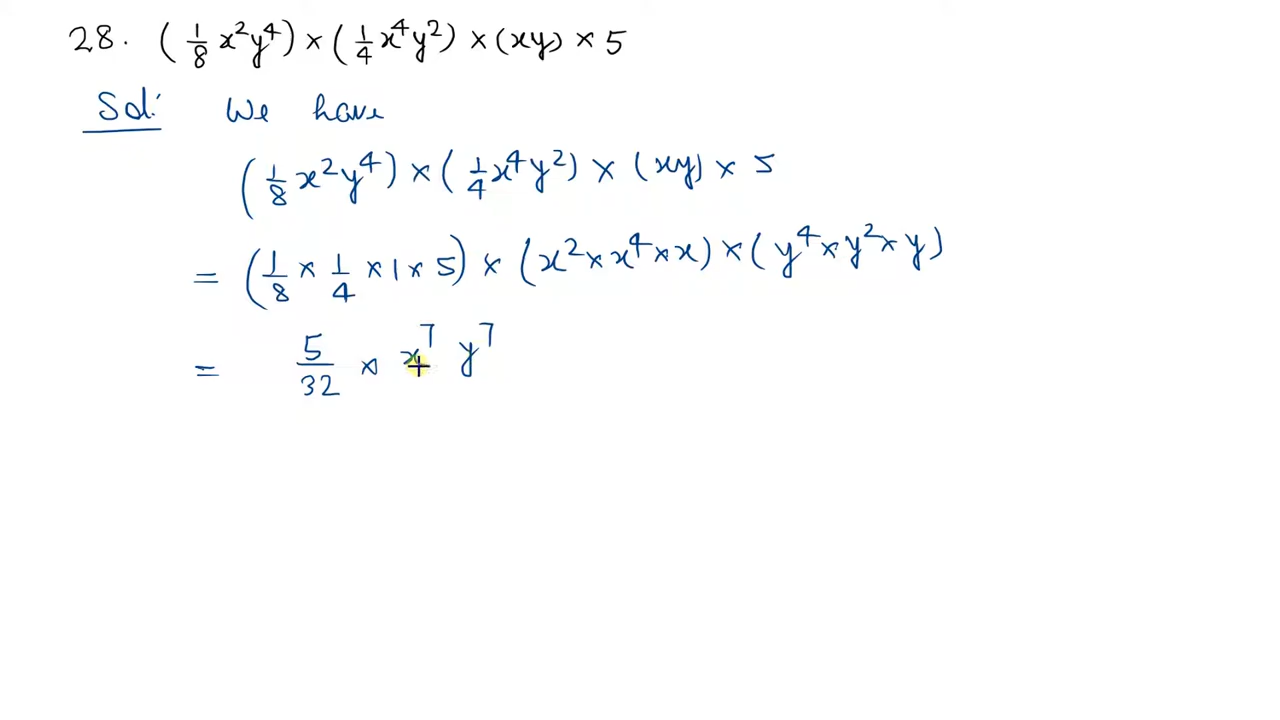 28. (1/8 x²y⁴) × (1/4 x⁴y²) × (xy) × 5
Sol: We have
(1/8 x²y⁴) × (1/4 x⁴y²) × (xy) × 5
= (1/8 × 1/4 × 1 × 5) × (x² × x⁴ × x) × (y⁴ × y² × y)
= 5/32 × x⁷ y⁷